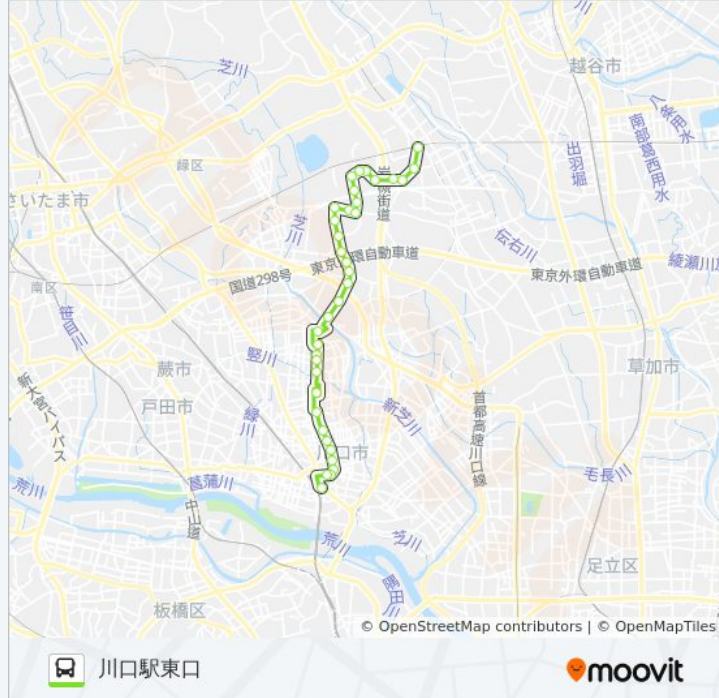 芝川
越谷市
八条用水
南部葛西用水
出羽堀
緑区
さいたま市
岩槻街道
芝川
伝右川
東京外環自動車道
綾瀬川
国道298号
東京外環自動車道
南区
笹目川
蕨市
竪川
草加市
戸田市
新大宮バイパス
緑川
新芝川
首都高速川口線
川口市
荒川
菖蒲川
毛長川
中山道
荒川
芝川
足立区
隅田川
板橋区
© OpenStreetMap contributors | © OpenMapTiles
川口駅東口
moovit